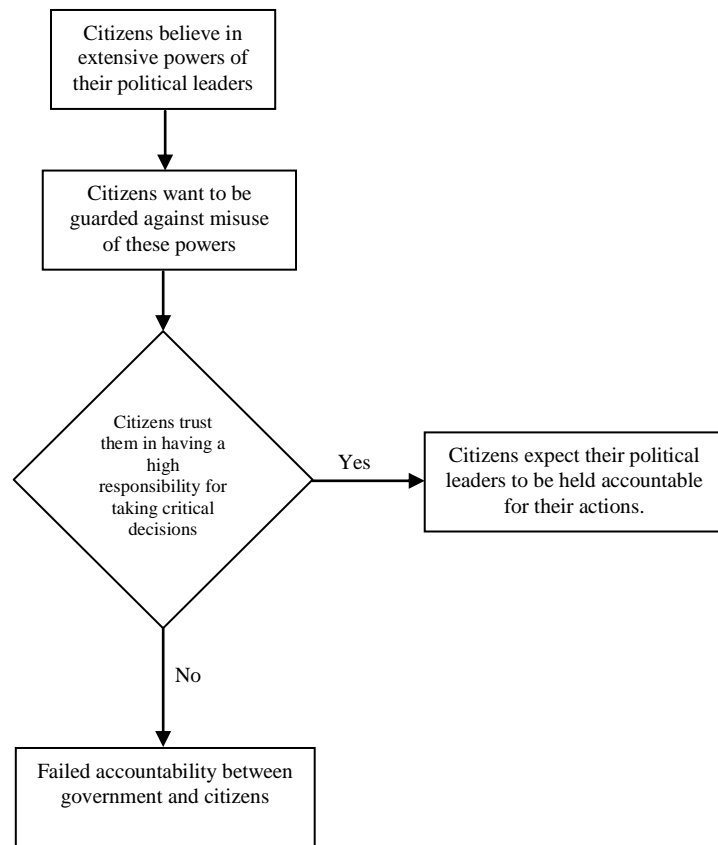 Citizens believe in
extensive powers of
their political leaders
Citizens want to be
guarded against misuse
of these powers
Citizens trust
them in having a
high
responsibility for
taking critical
decisions
Yes
Citizens expect their political
leaders to be held accountable
for their actions.
No
Failed accountability between
government and citizens